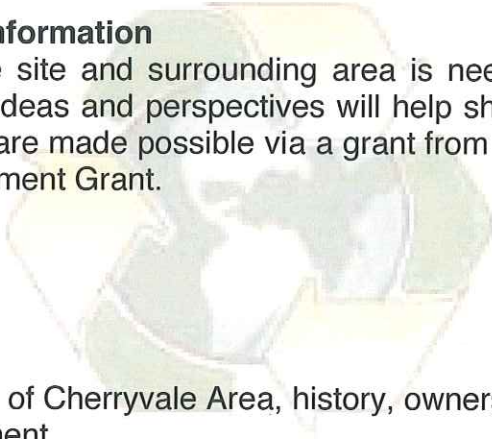 nformation
site and surrounding area is nee
deas and perspectives will help sh
are made possible via a grant from
ment Grant.
of Cherryvale Area, history, owners
ent